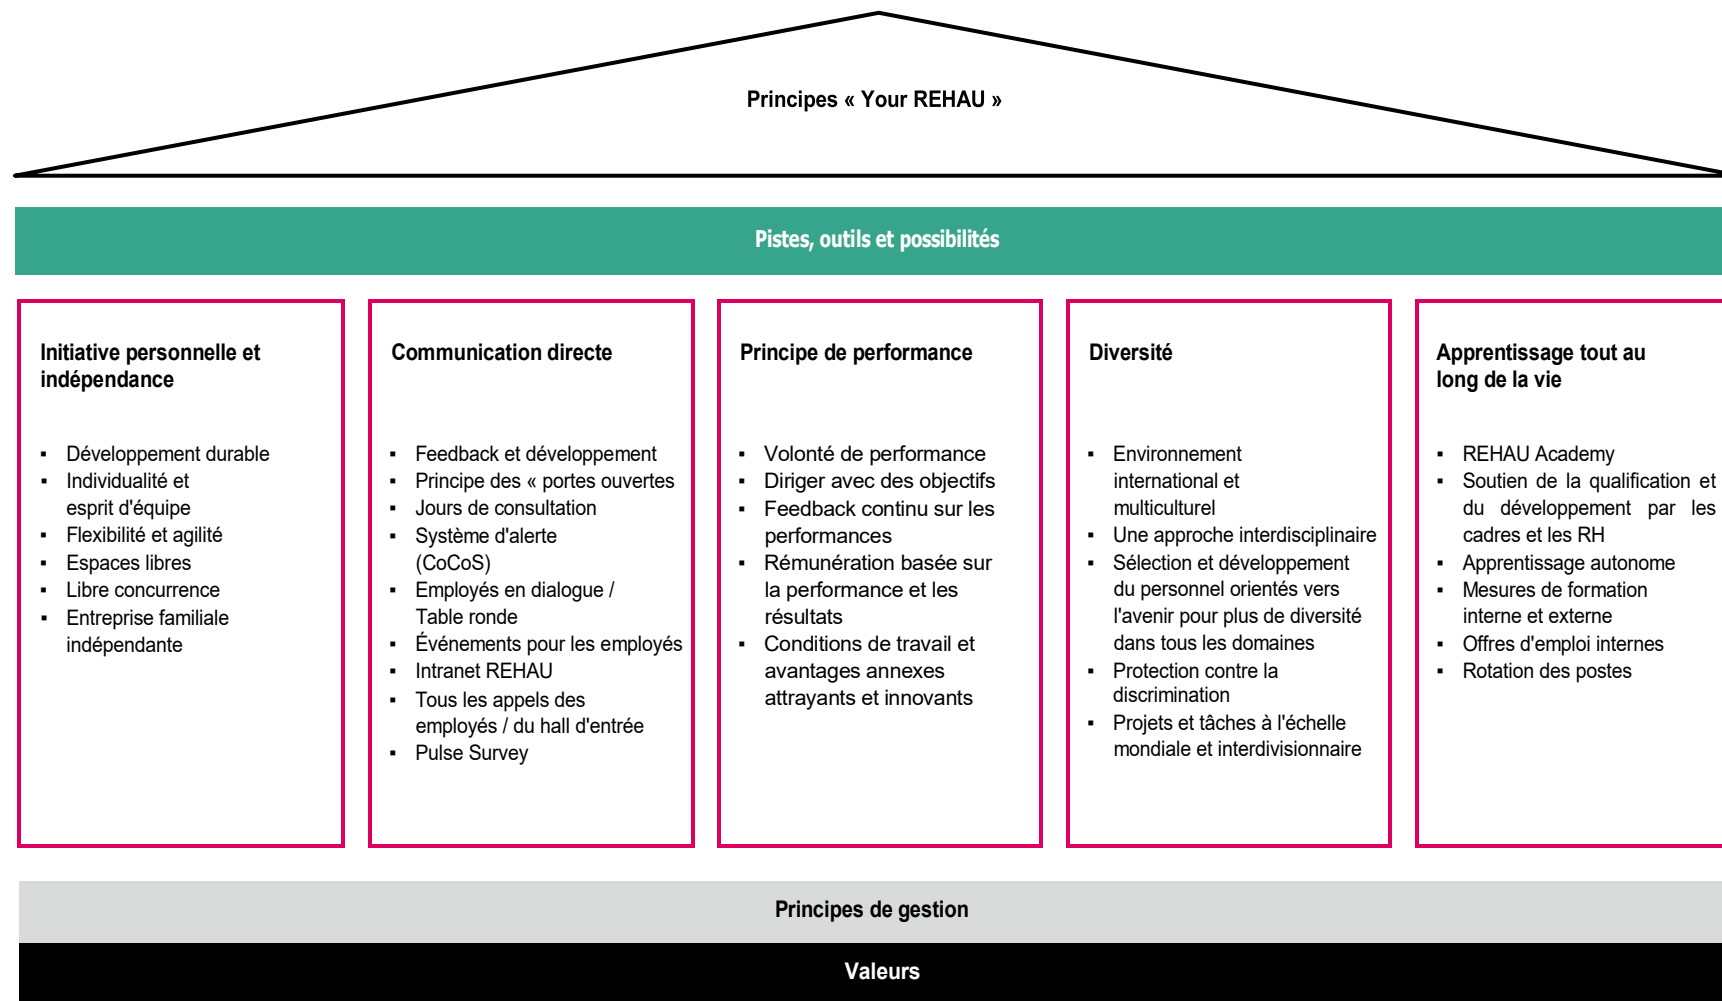 Principes « Your REHAU »
Pistes, outils et possibilités
Initiative personnelle et
indépendance
▪ Développement durable
▪ Individualité et
esprit d'équipe
▪ Flexibilité et agilité
▪ Espaces libres
▪ Libre concurrence
▪ Entreprise familiale
indépendante
Communication directe
▪ Feedback et développement
▪ Principe des « portes ouvertes
▪ Jours de consultation
▪ Système d'alerte
(CoCoS)
▪ Employés en dialogue /
Table ronde
▪ Événements pour les employés
▪ Intranet REHAU
▪ Tous les appels des
employés / du hall d'entrée
▪ Pulse Survey
Principe de performance
▪ Volonté de performance
▪ Diriger avec des objectifs
▪ Feedback continu sur les
performances
▪ Rémunération basée sur
la performance et les
résultats
▪ Conditions de travail et
avantages annexes
attrayants et innovants
Diversité
▪ Environnement
international et
multiculturel
▪ Une approche interdisciplinaire
▪ Sélection et développement
du personnel orientés vers
l'avenir pour plus de diversité
dans tous les domaines
▪ Protection contre la
discrimination
▪ Projets et tâches à l'échelle
mondiale et interdivisionnaire
Apprentissage tout au
long de la vie
▪ REHAU Academy
▪ Soutien de la qualification et
du développement par les
cadres et les RH
▪ Apprentissage autonome
▪ Mesures de formation
interne et externe
▪ Offres d'emploi internes
▪ Rotation des postes
Principes de gestion
Valeurs